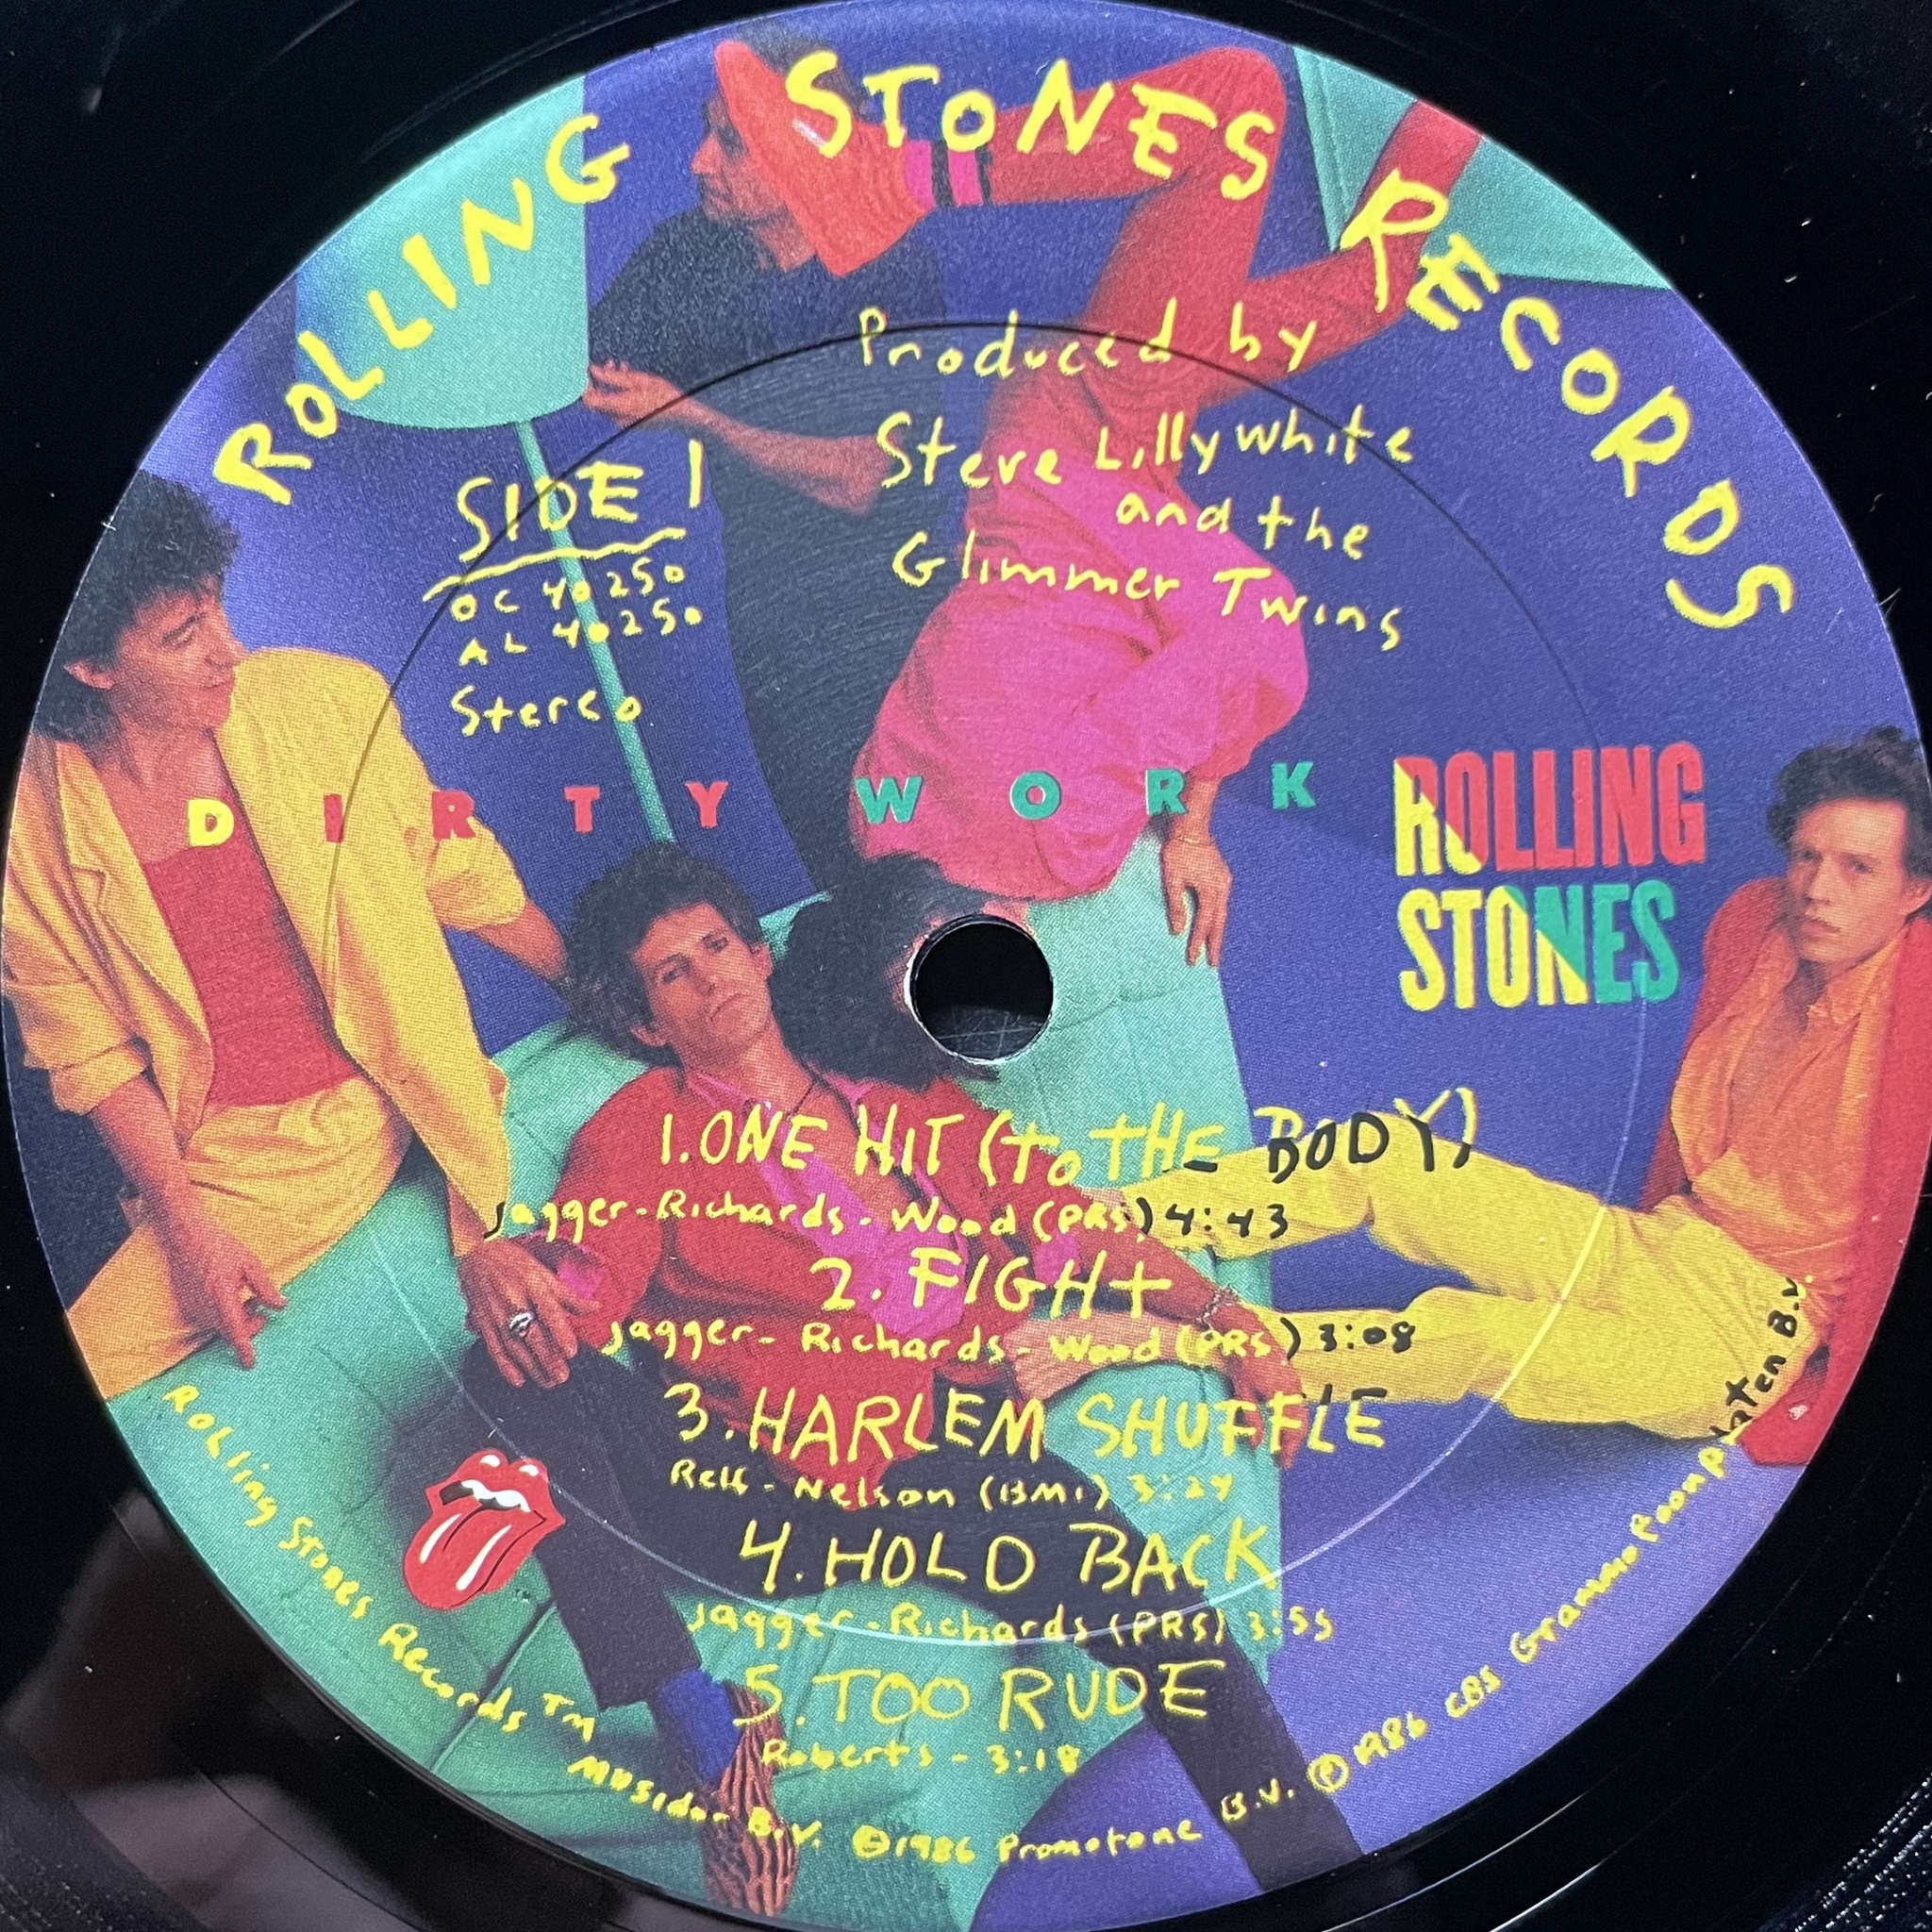 ROLLING STONES RECORDS
Produced by
Steve Lillywhite
and the
Glimmer Twins
SIDE 1
OC 40250
AL 40250
Stereo
DIRTY WORK
ROLLING
STONES
1. ONE HIT (to tHE BODY)
Jagger-Richards-Wood (PRS) 4:43
2. FIGHt
Jagger-Richards-Wood (PRS) 3:08
3. HARLEM SHUFFLE
Relf-Nelson (BMI) 3:24
4. HOLD BACK
Jagger-Richards (PRS) 3:55
5. TOO RUDE
Roberts - 3:18
Rolling Stones Records TM Musidor B.V. ©1986 Promotone B.V. ℗1986 CBS Grammofoonplaten B.V.